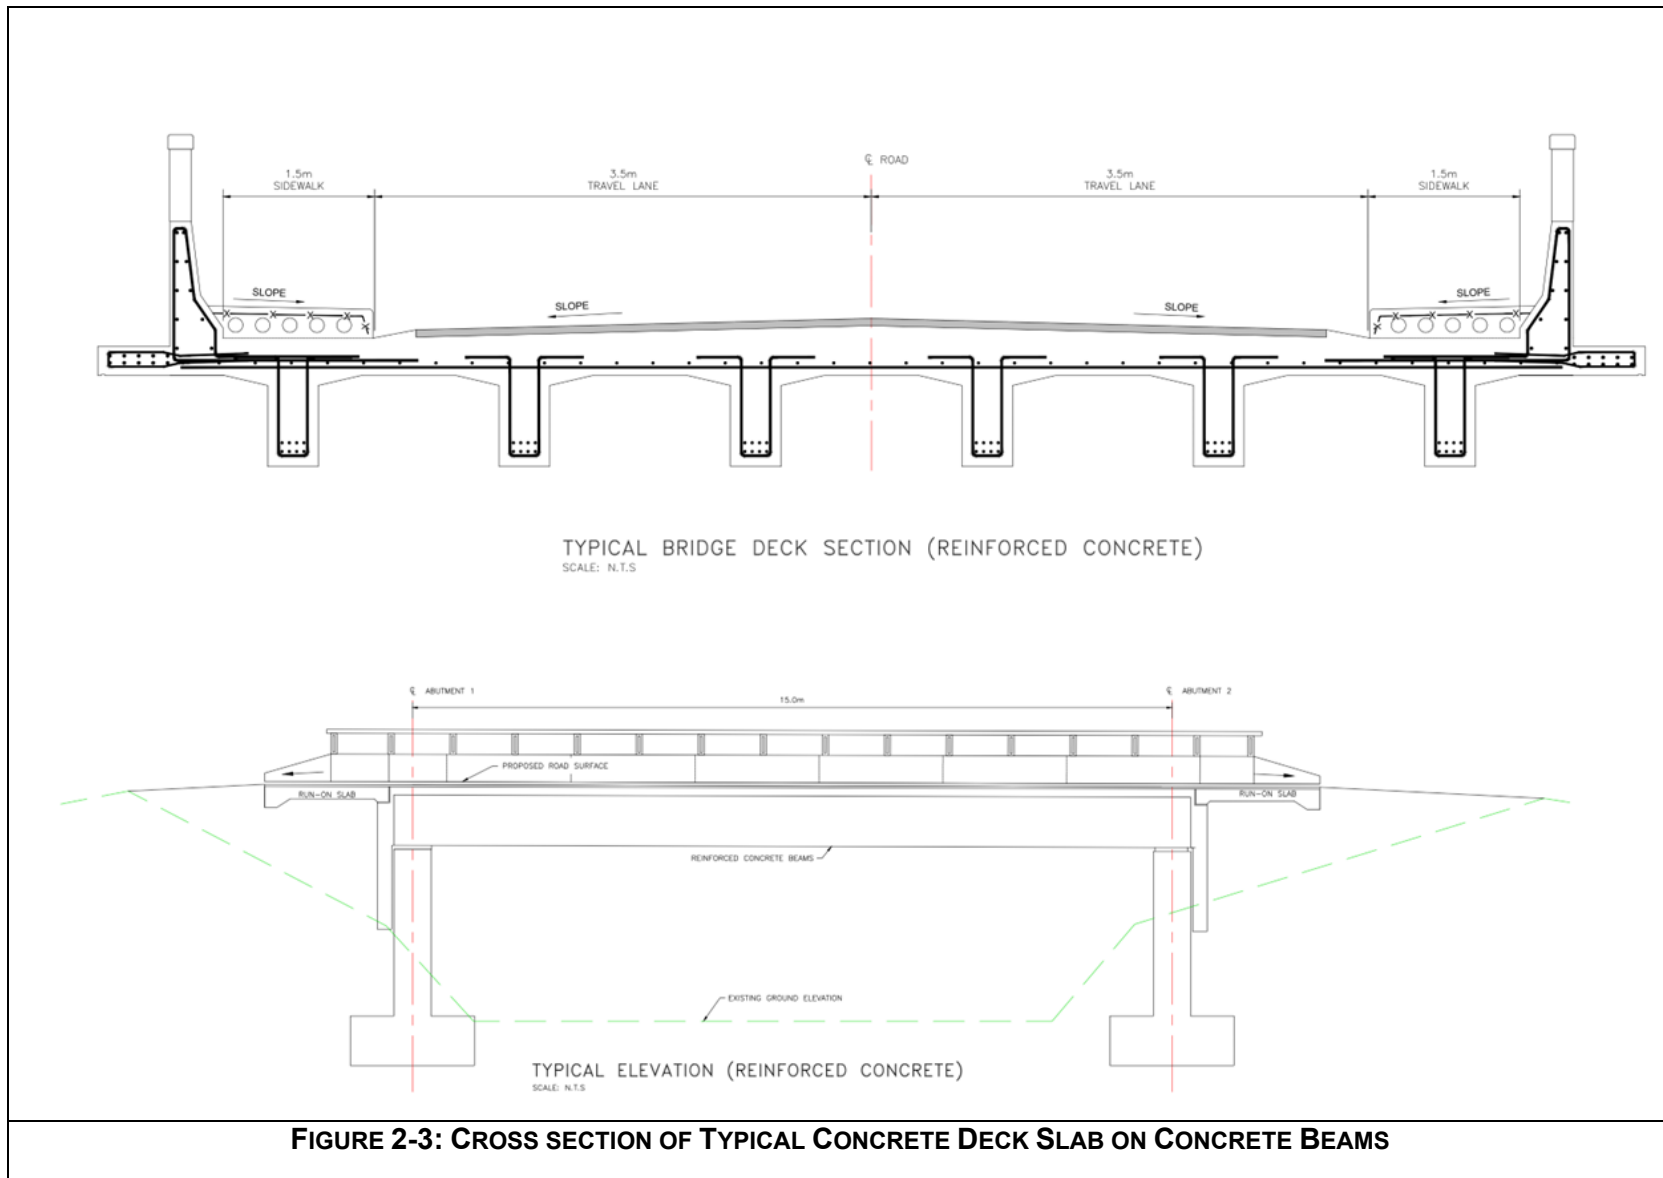 ℄ ROAD
1.5m
SIDEWALK
3.5m
TRAVEL LANE
3.5m
TRAVEL LANE
1.5m
SIDEWALK
SLOPE
SLOPE
SLOPE
SLOPE
TYPICAL BRIDGE DECK SECTION (REINFORCED CONCRETE)
SCALE: N.T.S
℄ ABUTMENT 1
15.0m
℄ ABUTMENT 2
PROPOSED ROAD SURFACE
RUN-ON SLAB
RUN-ON SLAB
REINFORCED CONCRETE BEAMS
EXISTING GROUND ELEVATION
TYPICAL ELEVATION (REINFORCED CONCRETE)
SCALE: N.T.S
FIGURE 2-3: CROSS SECTION OF TYPICAL CONCRETE DECK SLAB ON CONCRETE BEAMS